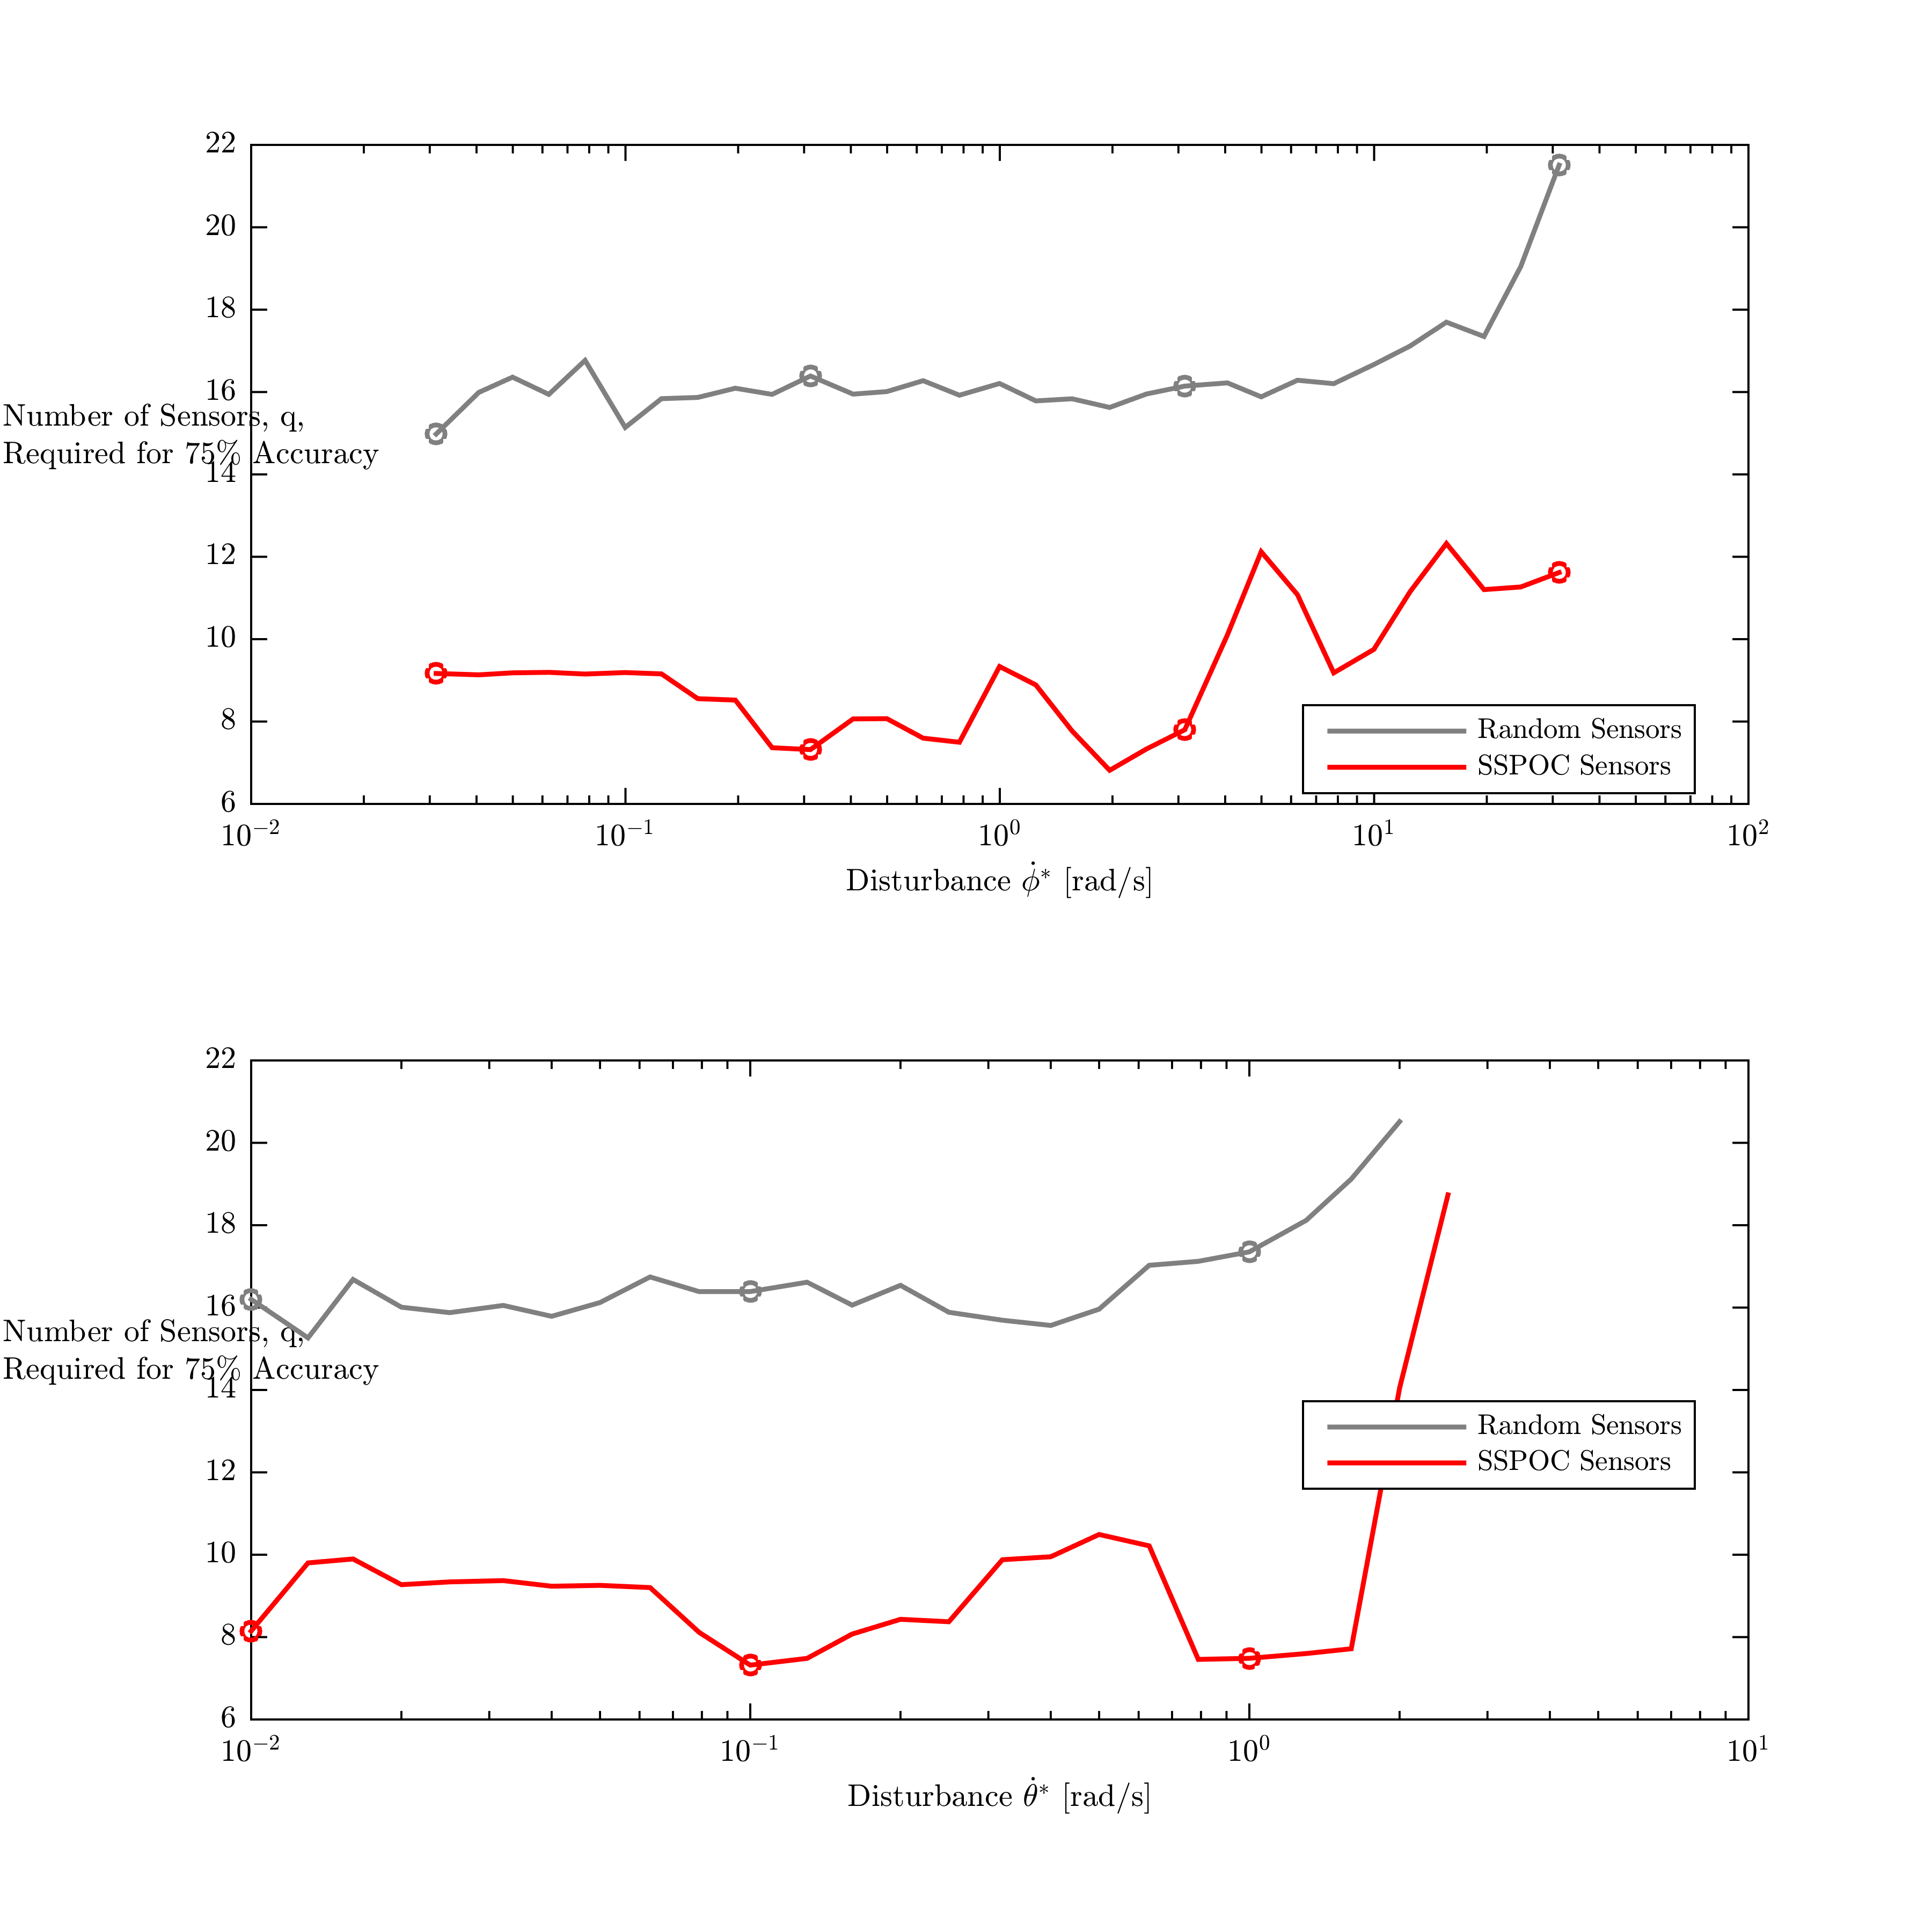 22
20
18
16
Number of Sensors, q,
Required for 75% Accuracy
14
12
10
8
6
Random Sensors
SSPOC Sensors
10⁻² 10⁻¹ 10⁰ 10¹ 10²
Disturbance φ̇* [rad/s]
22
20
18
16
Number of Sensors, q,
Required for 75% Accuracy
14
12
10
8
6
Random Sensors
SSPOC Sensors
10⁻² 10⁻¹ 10⁰ 10¹
Disturbance θ̇* [rad/s]